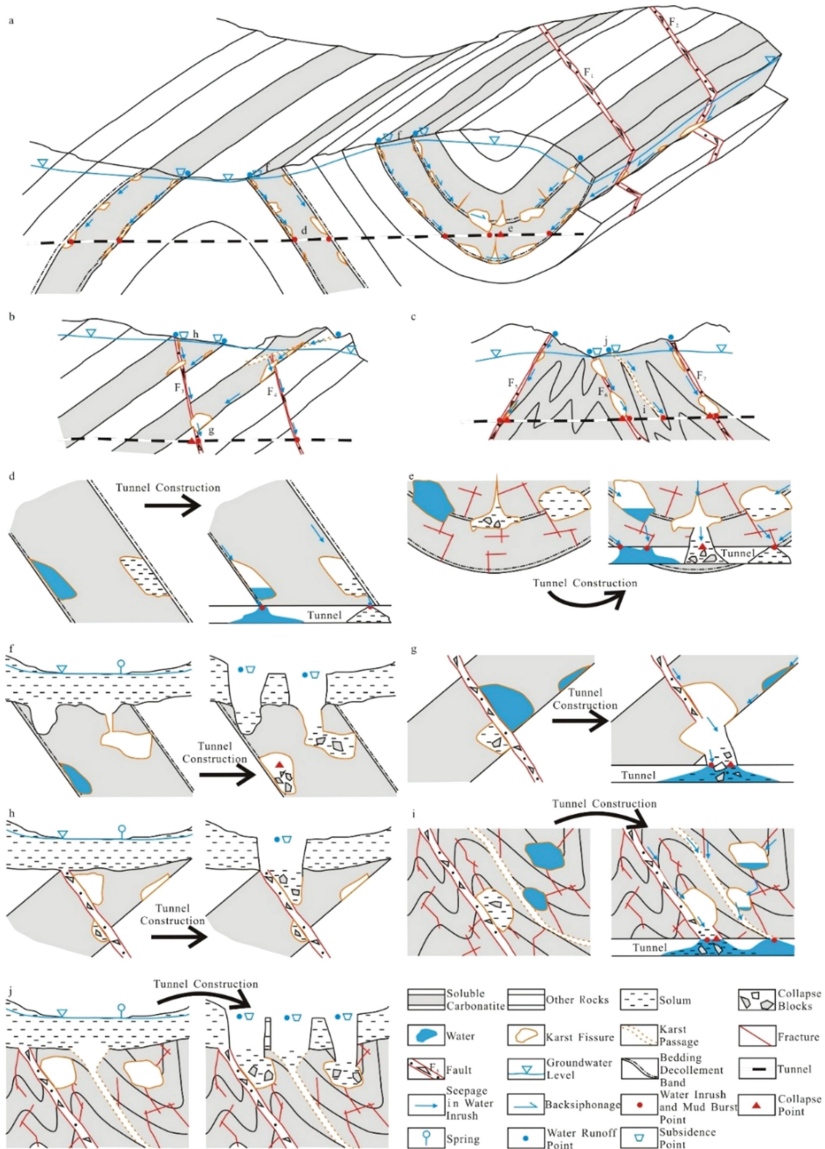 a
F2
F1
f
f
d
e
b
h
F3
F4
g
c
j
F5
F6
F7
i
d
Tunnel Construction
Tunnel
e
Tunnel
Tunnel Construction
f
Tunnel
Construction
g
Tunnel
Construction
Tunnel
h
Tunnel
Construction
i
Tunnel Construction
Tunnel
j
Tunnel Construction
Soluble
Carbonatite
Other Rocks
Solum
Collapse
Blocks
Water
Karst Fissure
Karst
Passage
Fracture
F1
Fault
Groundwater
Level
Bedding
Decollement
Band
Tunnel
Seepage
in Water
Inrush
Backsiphonage
Water Inrush
and Mud Burst
Point
Collapse
Point
Spring
Water Runoff
Point
Subsidence
Point